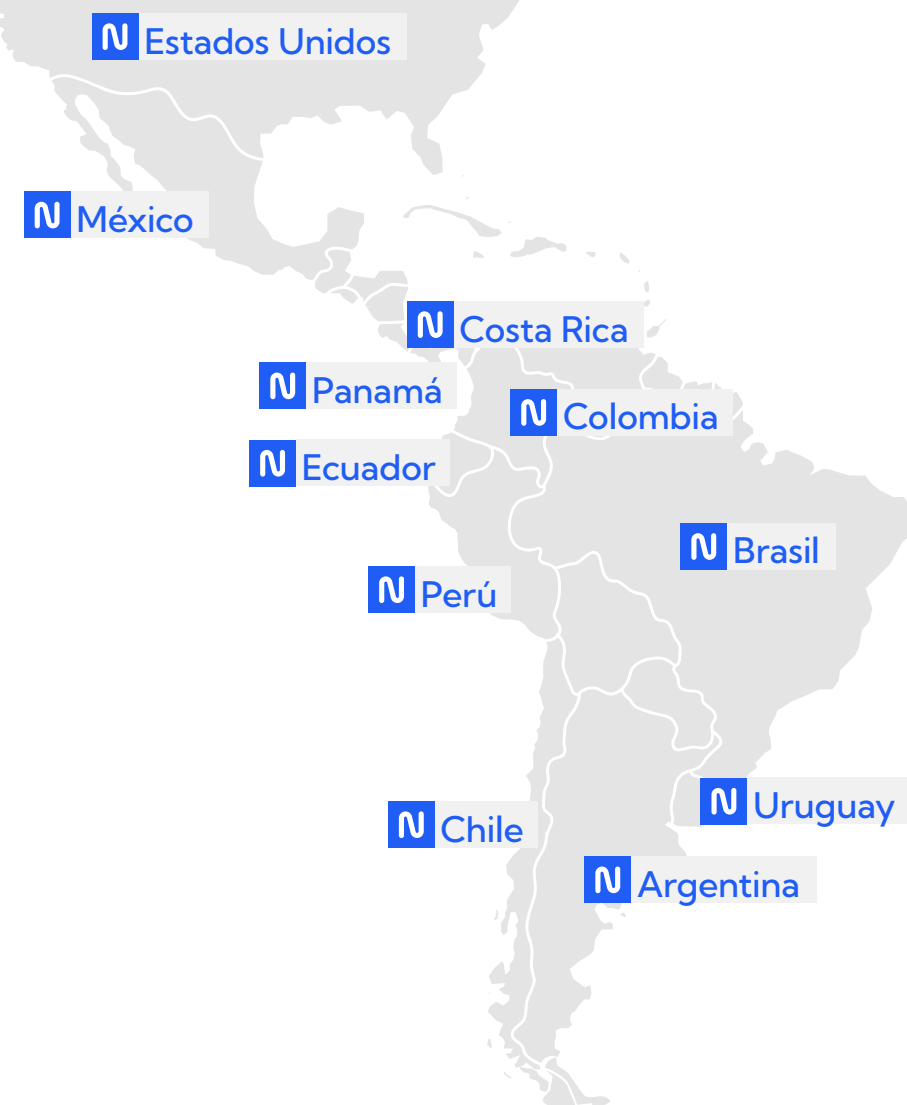 N Estados Unidos
N México
N Costa Rica
N Panamá
N Colombia
N Ecuador
N Brasil
N Perú
N Uruguay
N Chile
N Argentina